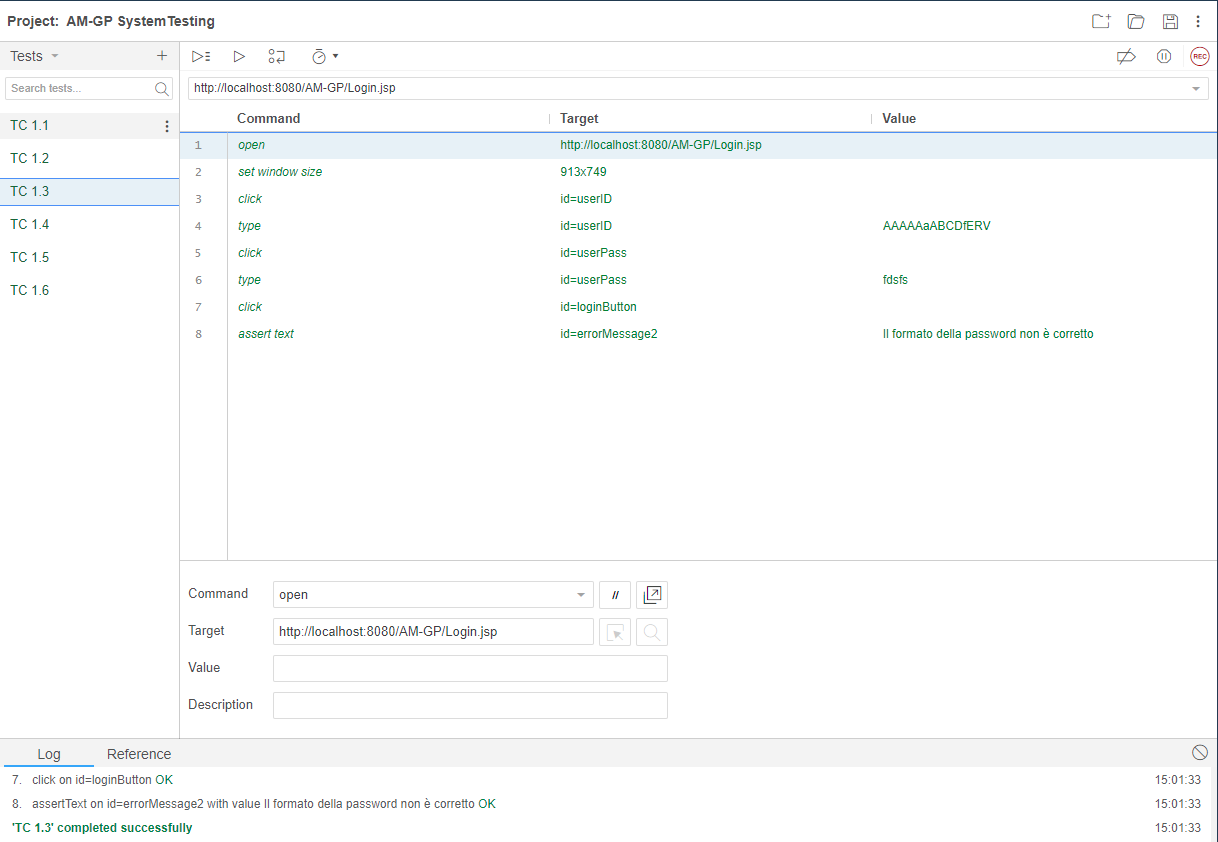 Project: AM-GP SystemTesting
Tests
Search tests...
TC 1.1
TC 1.2
TC 1.3
TC 1.4
TC 1.5
TC 1.6
REC
http://localhost:8080/AM-GP/Login.jsp
Command Target Value
1 open http://localhost:8080/AM-GP/Login.jsp
2 set window size 913x749
3 click id=userID
4 type id=userID AAAAAaABCDfERV
5 click id=userPass
6 type id=userPass fdsfs
7 click id=loginButton
8 assert text id=errorMessage2 Il formato della password non è corretto
Command open //
Target http://localhost:8080/AM-GP/Login.jsp
Value
Description
Log Reference
7. click on id=loginButton OK 15:01:33
8. assertText on id=errorMessage2 with value Il formato della password non è corretto OK 15:01:33
'TC 1.3' completed successfully 15:01:33